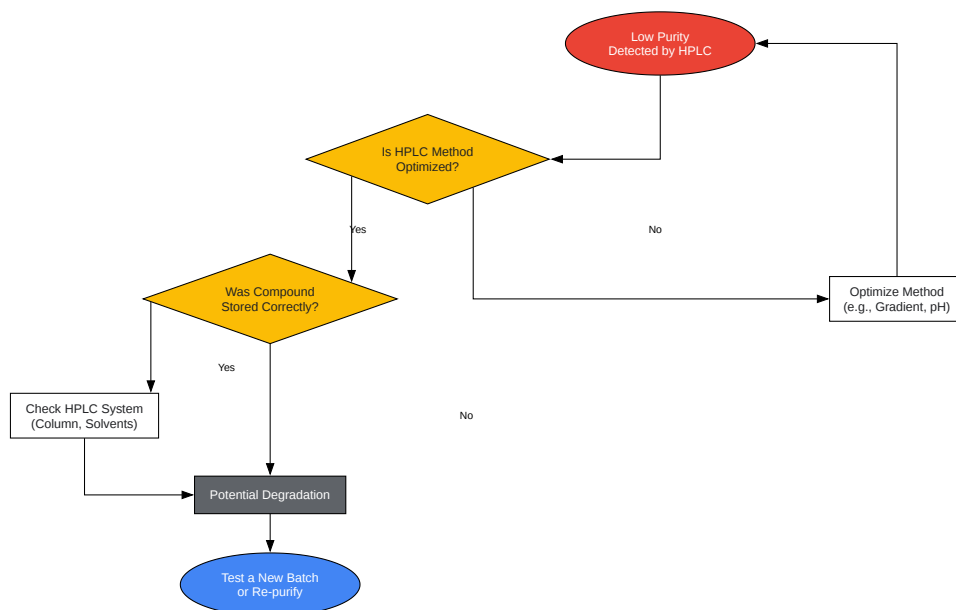 Low Purity
Detected by HPLC
Is HPLC Method
Optimized?
Yes
No
Was Compound
Stored Correctly?
Optimize Method
(e.g., Gradient, pH)
Yes
Check HPLC System
(Column, Solvents)
No
Potential Degradation
Test a New Batch
or Re-purify